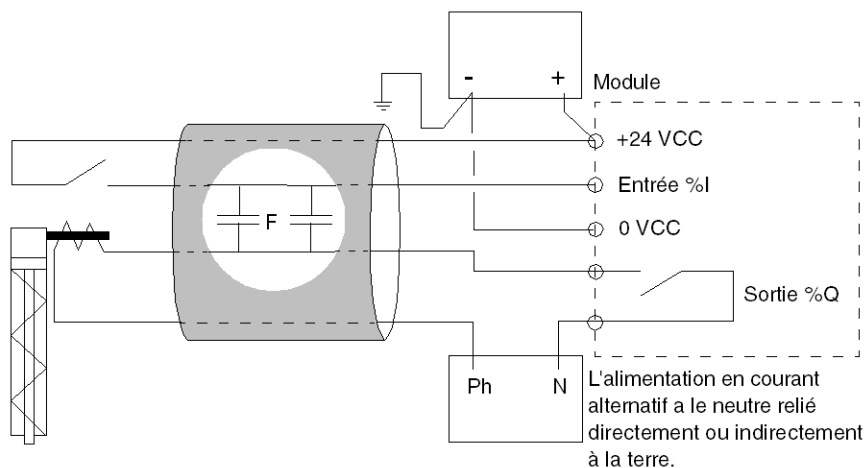 - +
Module
+24 VCC
Entrée %I
F
0 VCC
Sortie %Q
Ph N
L'alimentation en courant
alternatif a le neutre relié
directement ou indirectement
à la terre.